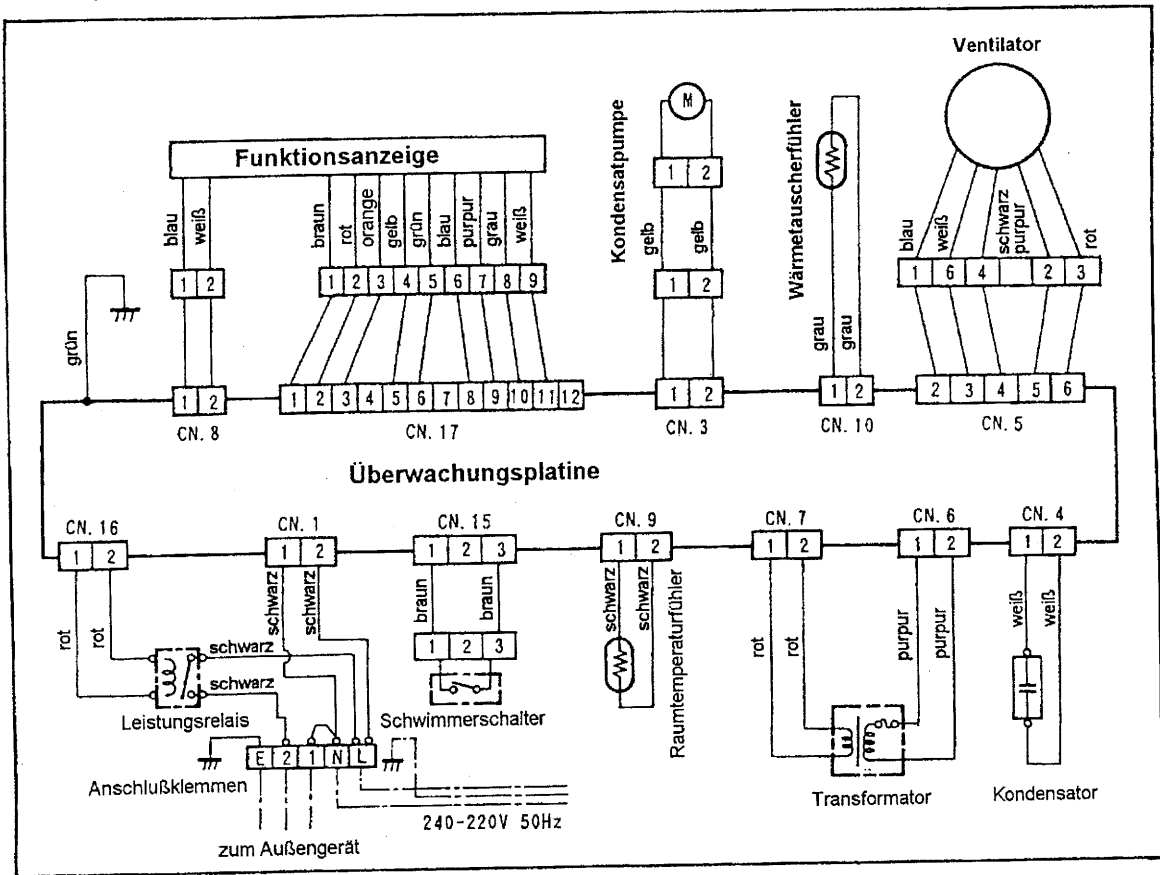 Ventilator
Funktionsanzeige
Kondensatpumpe
M
Wärmetauscherfühler
blau
weiß
braun
rot
orange
gelb
grün
blau
purpur
grau
weiß
1 2
gelb
gelb
blau
weiß
schwarz
purpur
rot
1 2
1 2 3 4 5 6 7 8 9
1 2
1 6 4 2 3
grün
grau
grau
1 2
1 2 3 4 5 6 7 8 9 10 11 12
1 2
1 2
2 3 4 5 6
CN. 8
CN. 17
CN. 3
CN. 10
CN. 5
Überwachungsplatine
CN. 16
CN. 1
CN. 15
CN. 9
CN. 7
CN. 6
CN. 4
1 2
1 2
1 2 3
1 2
1 2
1 2
1 2
rot
rot
schwarz
schwarz
braun
braun
schwarz
schwarz
Raumtemperaturfühler
rot
rot
purpur
purpur
weiß
weiß
schwarz
schwarz
1 2 3
Leistungsrelais
Schwimmerschalter
E 2 1 N L
Anschlußklemmen
Transformator
Kondensator
240-220V 50Hz
zum Außengerät